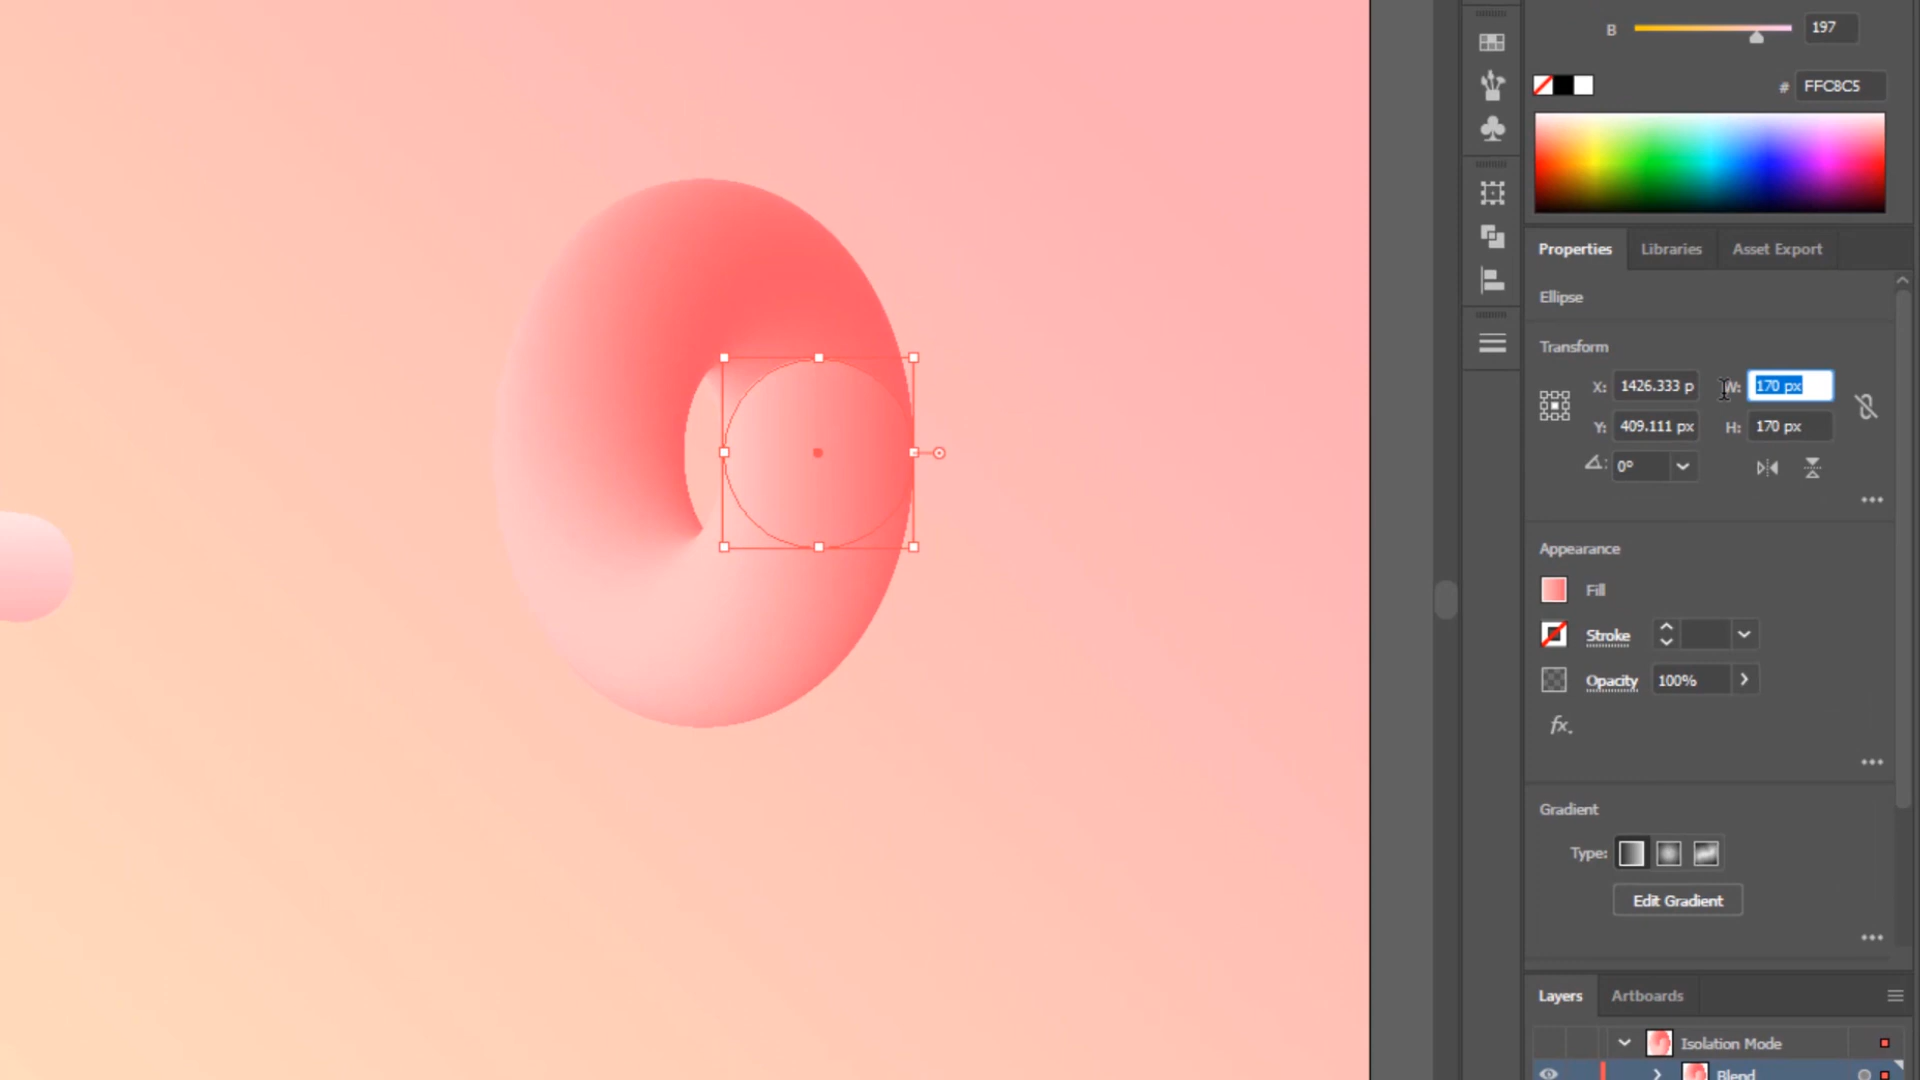 B 197
# FFC8C5
Properties Libraries Asset Export
Ellipse
Transform
X: 1426.333 p W: 170 px
Y: 409.111 px H: 170 px
0°
Appearance
Fill
Stroke
Opacity 100%
fx.
Gradient
Type:
Edit Gradient
Layers Artboards
Isolation Mode
Blend